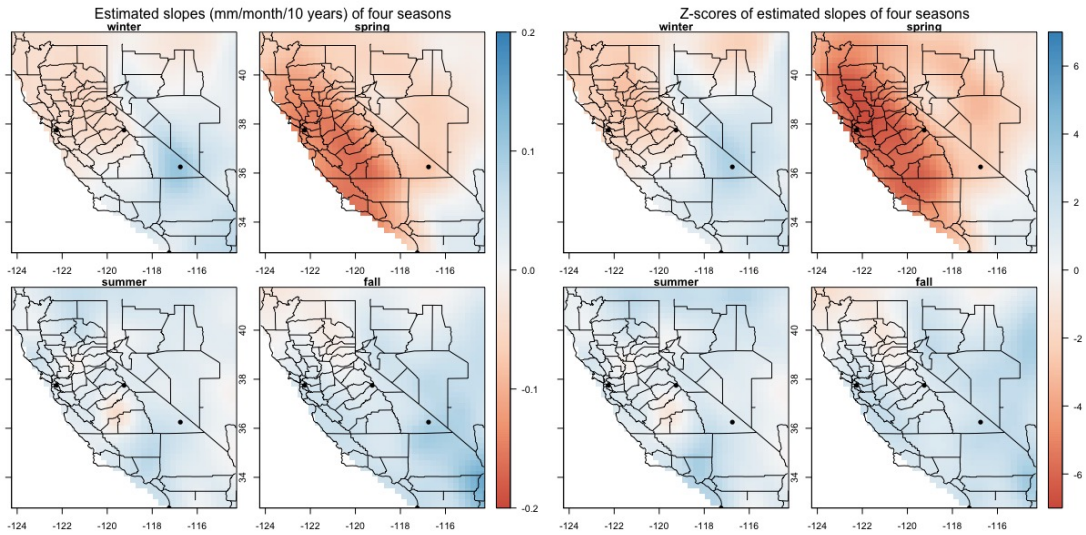 Estimated slopes (mm/month/10 years) of four seasons
winter
spring
40
38
36
34
-124 -122 -120 -118 -116
-124 -122 -120 -118 -116
summer
fall
40
38
36
34
-124 -122 -120 -118 -116
-124 -122 -120 -118 -116
0.2
0.1
0.0
-0.1
-0.2
Z-scores of estimated slopes of four seasons
winter
spring
40
38
36
34
-124 -122 -120 -118 -116
-124 -122 -120 -118 -116
summer
fall
40
38
36
34
-124 -122 -120 -118 -116
-124 -122 -120 -118 -116
6
4
2
0
-2
-4
-6